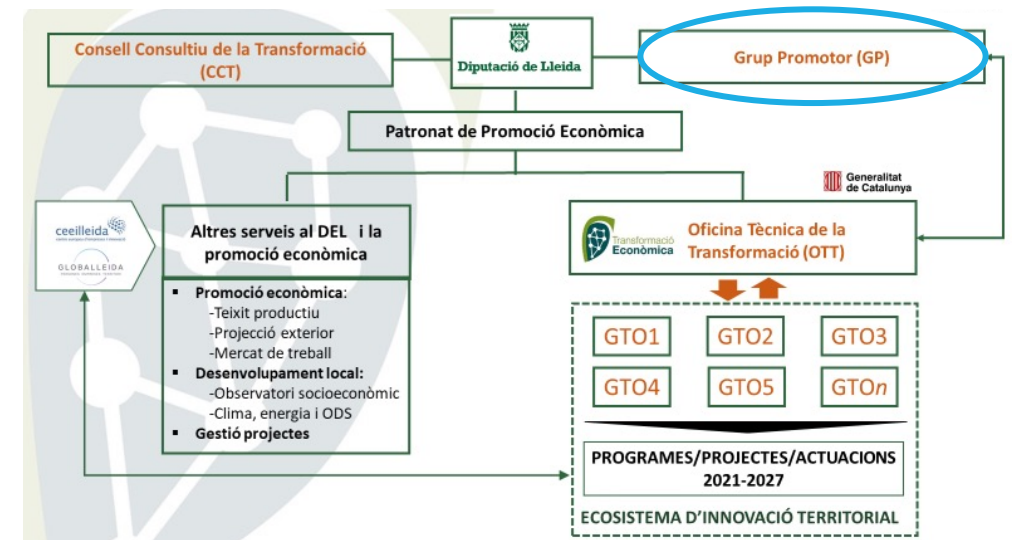 Consell Consultiu de la Transformació
(CCT)
Diputació de Lleida
Grup Promotor (GP)
Patronat de Promoció Econòmica
Generalitat
de Catalunya
ceeilleida
GLOBALLEIDA
Altres serveis al DEL i la
promoció econòmica
Transformació
Econòmica
Oficina Tècnica de la
Transformació (OTT)
▪ Promoció econòmica:
-Teixit productiu
-Projecció exterior
-Mercat de treball
▪ Desenvolupament local:
-Observatori socioeconòmic
-Clima, energia i ODS
▪ Gestió projectes
GTO1 GTO2 GTO3
GTO4 GTO5 GTOn
PROGRAMES/PROJECTES/ACTUACIONS
2021-2027
ECOSISTEMA D'INNOVACIÓ TERRITORIAL